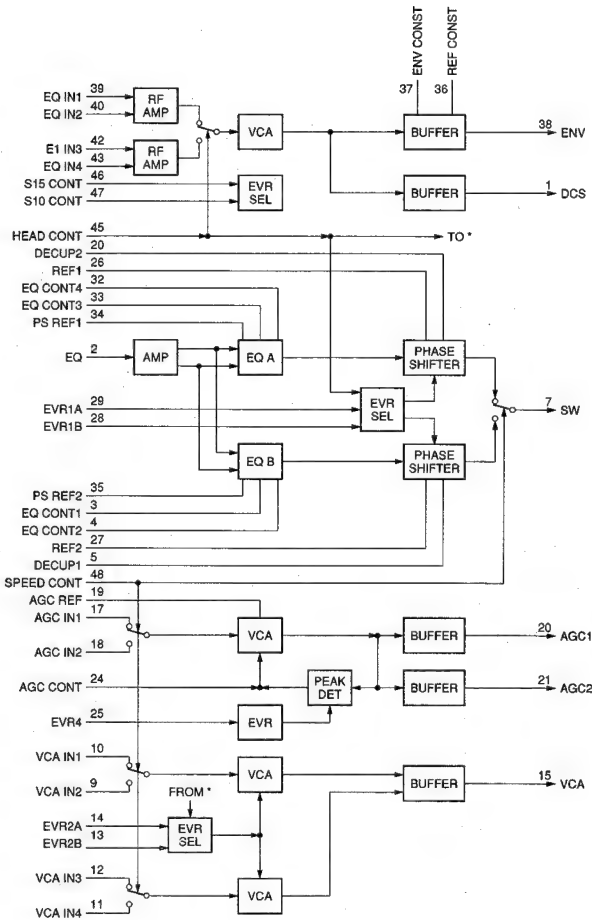 ENV CONST
REF CONST
37
36
39
EQ IN1
40
EQ IN2
RF AMP
VCA
BUFFER
38
ENV
42
E1 IN3
43
EQ IN4
RF AMP
46
S15 CONT
47
S10 CONT
EVR SEL
BUFFER
1
DCS
45
HEAD CONT
TO *
20
DECUP2
26
REF1
32
EQ CONT4
33
EQ CONT3
34
PS REF1
2
EQ
AMP
EQ A
PHASE SHIFTER
29
EVR1A
28
EVR1B
EVR SEL
7
SW
EQ B
PHASE SHIFTER
35
PS REF2
3
EQ CONT1
4
EQ CONT2
27
REF2
5
DECUP1
48
SPEED CONT
19
AGC REF
17
AGC IN1
18
AGC IN2
VCA
BUFFER
20
AGC1
24
AGC CONT
PEAK DET
BUFFER
21
AGC2
25
EVR4
EVR
10
VCA IN1
9
VCA IN2
VCA
BUFFER
15
VCA
FROM *
14
EVR2A
13
EVR2B
EVR SEL
12
VCA IN3
11
VCA IN4
VCA